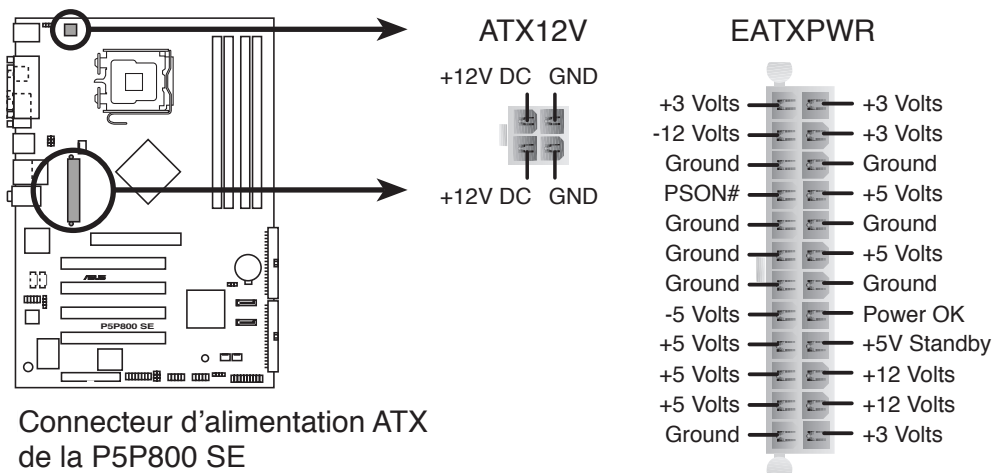 ATX12V
+12V DC GND
+12V DC GND
EATXPWR
+3 Volts +3 Volts
-12 Volts +3 Volts
Ground Ground
PSON# +5 Volts
Ground Ground
Ground +5 Volts
Ground Ground
-5 Volts Power OK
+5 Volts +5V Standby
+5 Volts +12 Volts
+5 Volts +12 Volts
Ground +3 Volts
ASUS
P5P800 SE
Connecteur d’alimentation ATX
de la P5P800 SE